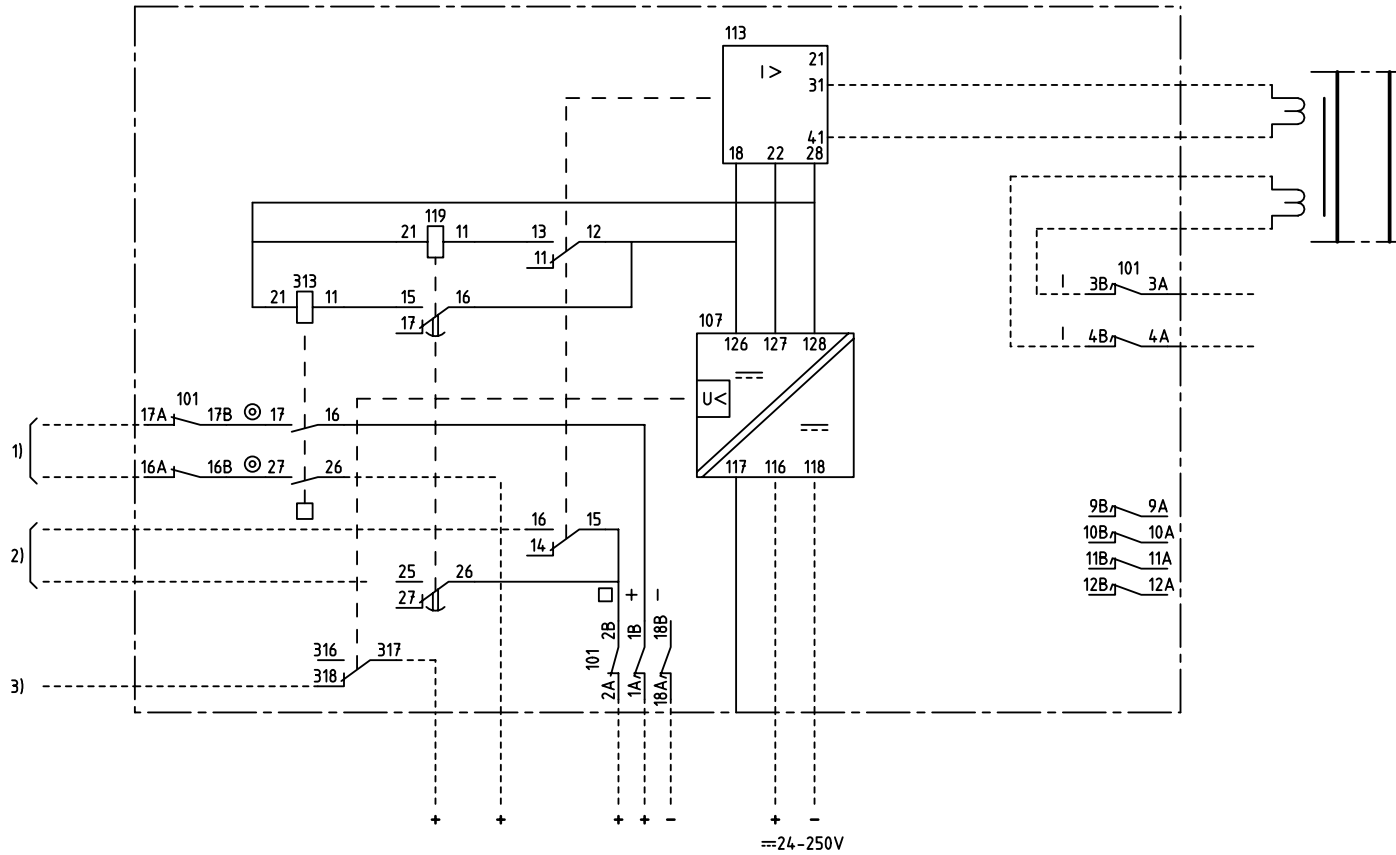 113
21
I >
31
41
18 22 28
119
21 11 13 12
11
313
21 11 15 16
17
107
126 127 128
U<
117 116 118
101
I 3B 3A
I 4B 4A
101
17A 17B 17 16
1)
16A 16B 27 26
16 15
14
2)
25 26
27
+ −
9B 9A
10B 10A
11B 11A
12B 12A
316 317
318
3)
101
2B 1B 18B
2A 1A 18A
+ + + + − + −
24-250V